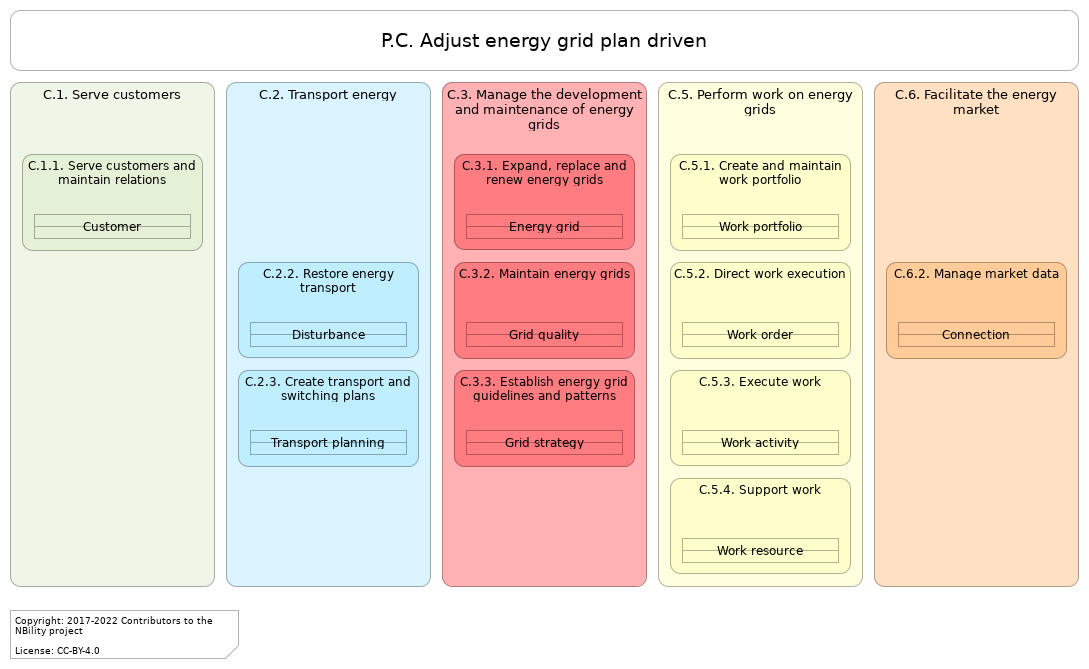 P.C. Adjust energy grid plan driven
C.1. Serve customers
C.1.1. Serve customers and
maintain relations
Customer
C.2. Transport energy
C.2.2. Restore energy
transport
Disturbance
C.2.3. Create transport and
switching plans
Transport planning
C.3. Manage the development
and maintenance of energy
grids
C.3.1. Expand, replace and
renew energy grids
Energy grid
C.3.2. Maintain energy grids
Grid quality
C.3.3. Establish energy grid
guidelines and patterns
Grid strategy
C.5. Perform work on energy
grids
C.5.1. Create and maintain
work portfolio
Work portfolio
C.5.2. Direct work execution
Work order
C.5.3. Execute work
Work activity
C.5.4. Support work
Work resource
C.6. Facilitate the energy
market
C.6.2. Manage market data
Connection
Copyright: 2017-2022 Contributors to the
NBility project
License: CC-BY-4.0